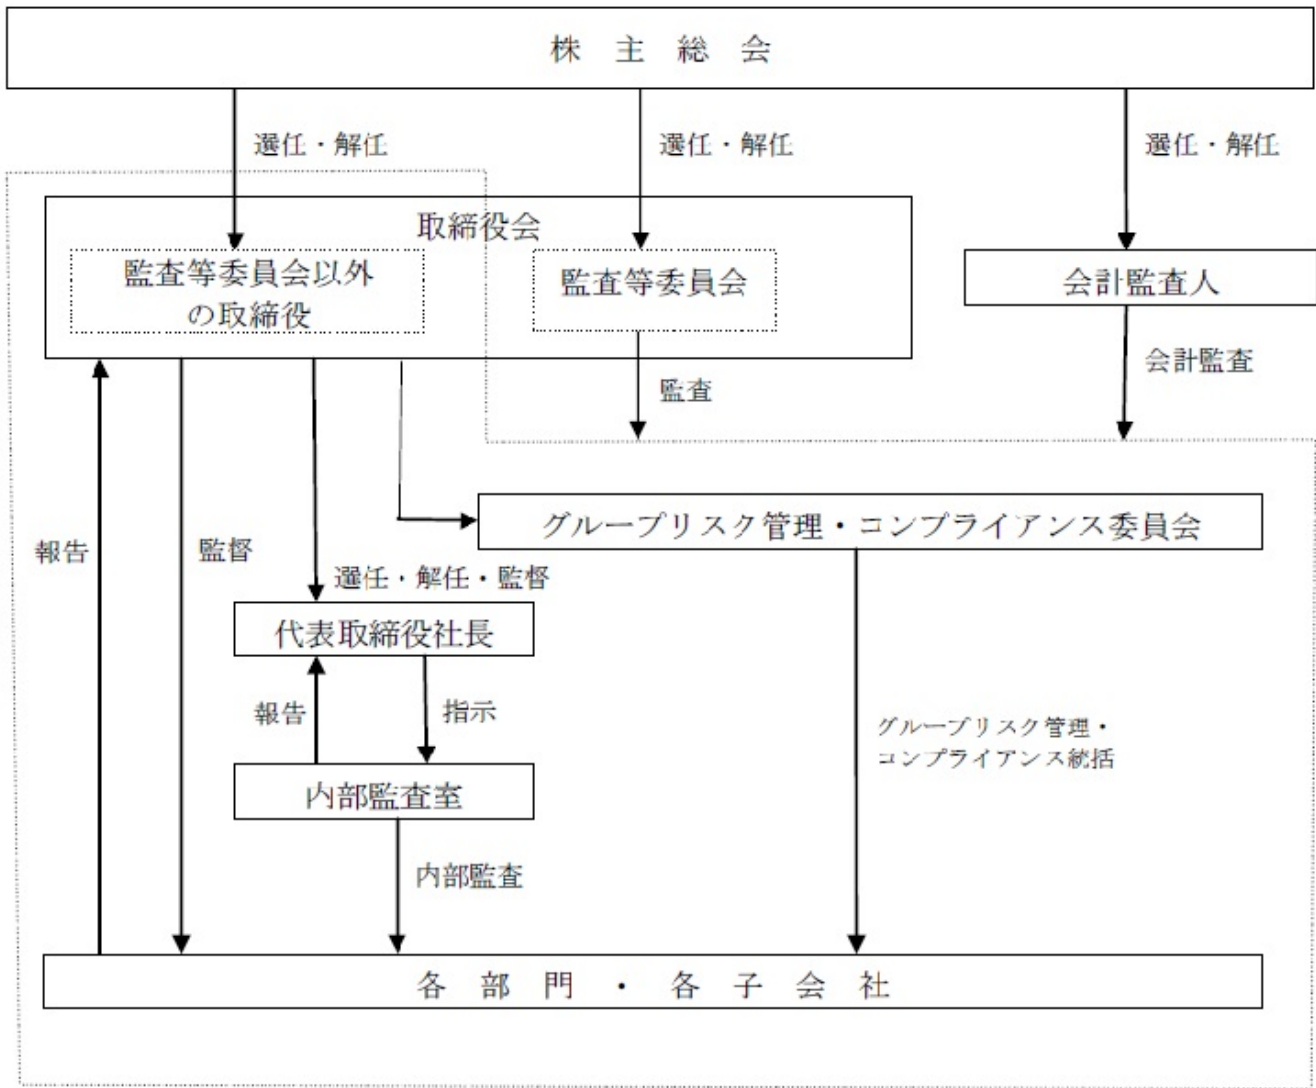 株 主 総 会
選任・解任
選任・解任
選任・解任
取締役会
監査等委員会以外
の取締役
監査等委員会
会計監査人
監査
会計監査
グループリスク管理・コンプライアンス委員会
報告
監督
選任・解任・監督
代表取締役社長
報告
指示
グループリスク管理・
コンプライアンス統括
内部監査室
内部監査
各 部 門 ・ 各 子 会 社